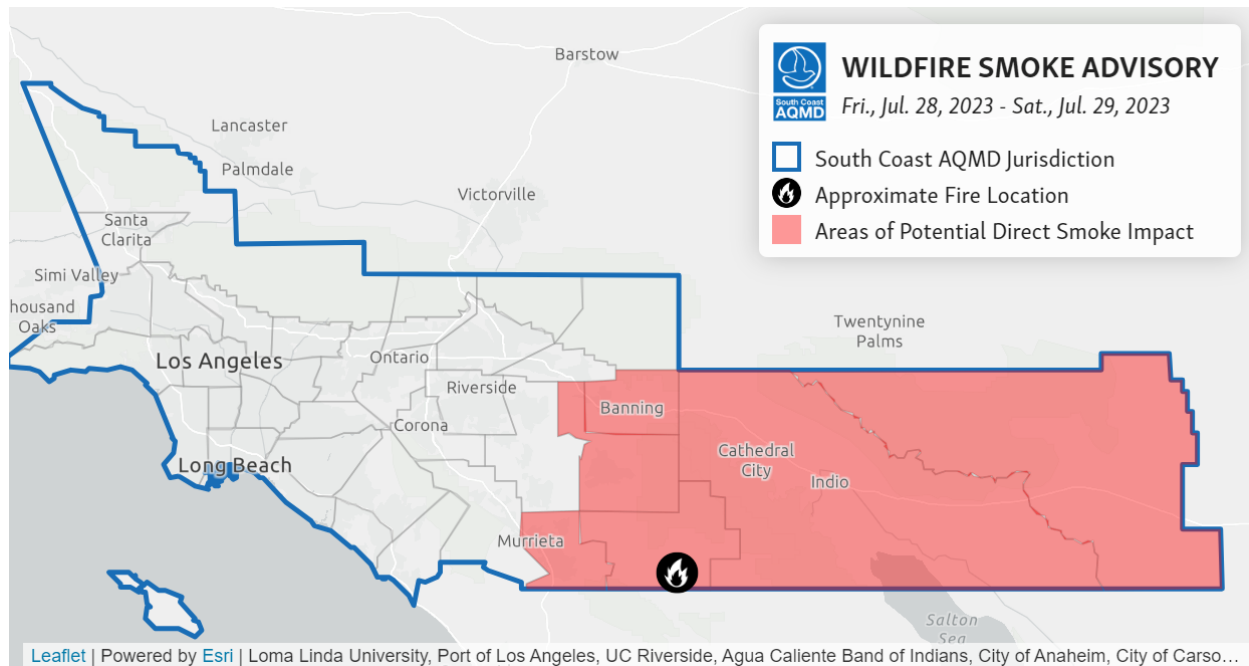 Barstow
WILDFIRE SMOKE ADVISORY
South Coast
AQMD
Fri., Jul. 28, 2023 - Sat., Jul. 29, 2023
South Coast AQMD Jurisdiction
Approximate Fire Location
Areas of Potential Direct Smoke Impact
Lancaster
Palmdale
Victorville
Santa
Clarita
Simi Valley
housand
Oaks
Twentynine
Palms
Los Angeles
Ontario
Riverside
Banning
Corona
Cathedral
City
Long Beach
Indio
Murrieta
Salton
Sea
Leaflet | Powered by Esri | Loma Linda University, Port of Los Angeles, UC Riverside, Agua Caliente Band of Indians, City of Anaheim, City of Carso…